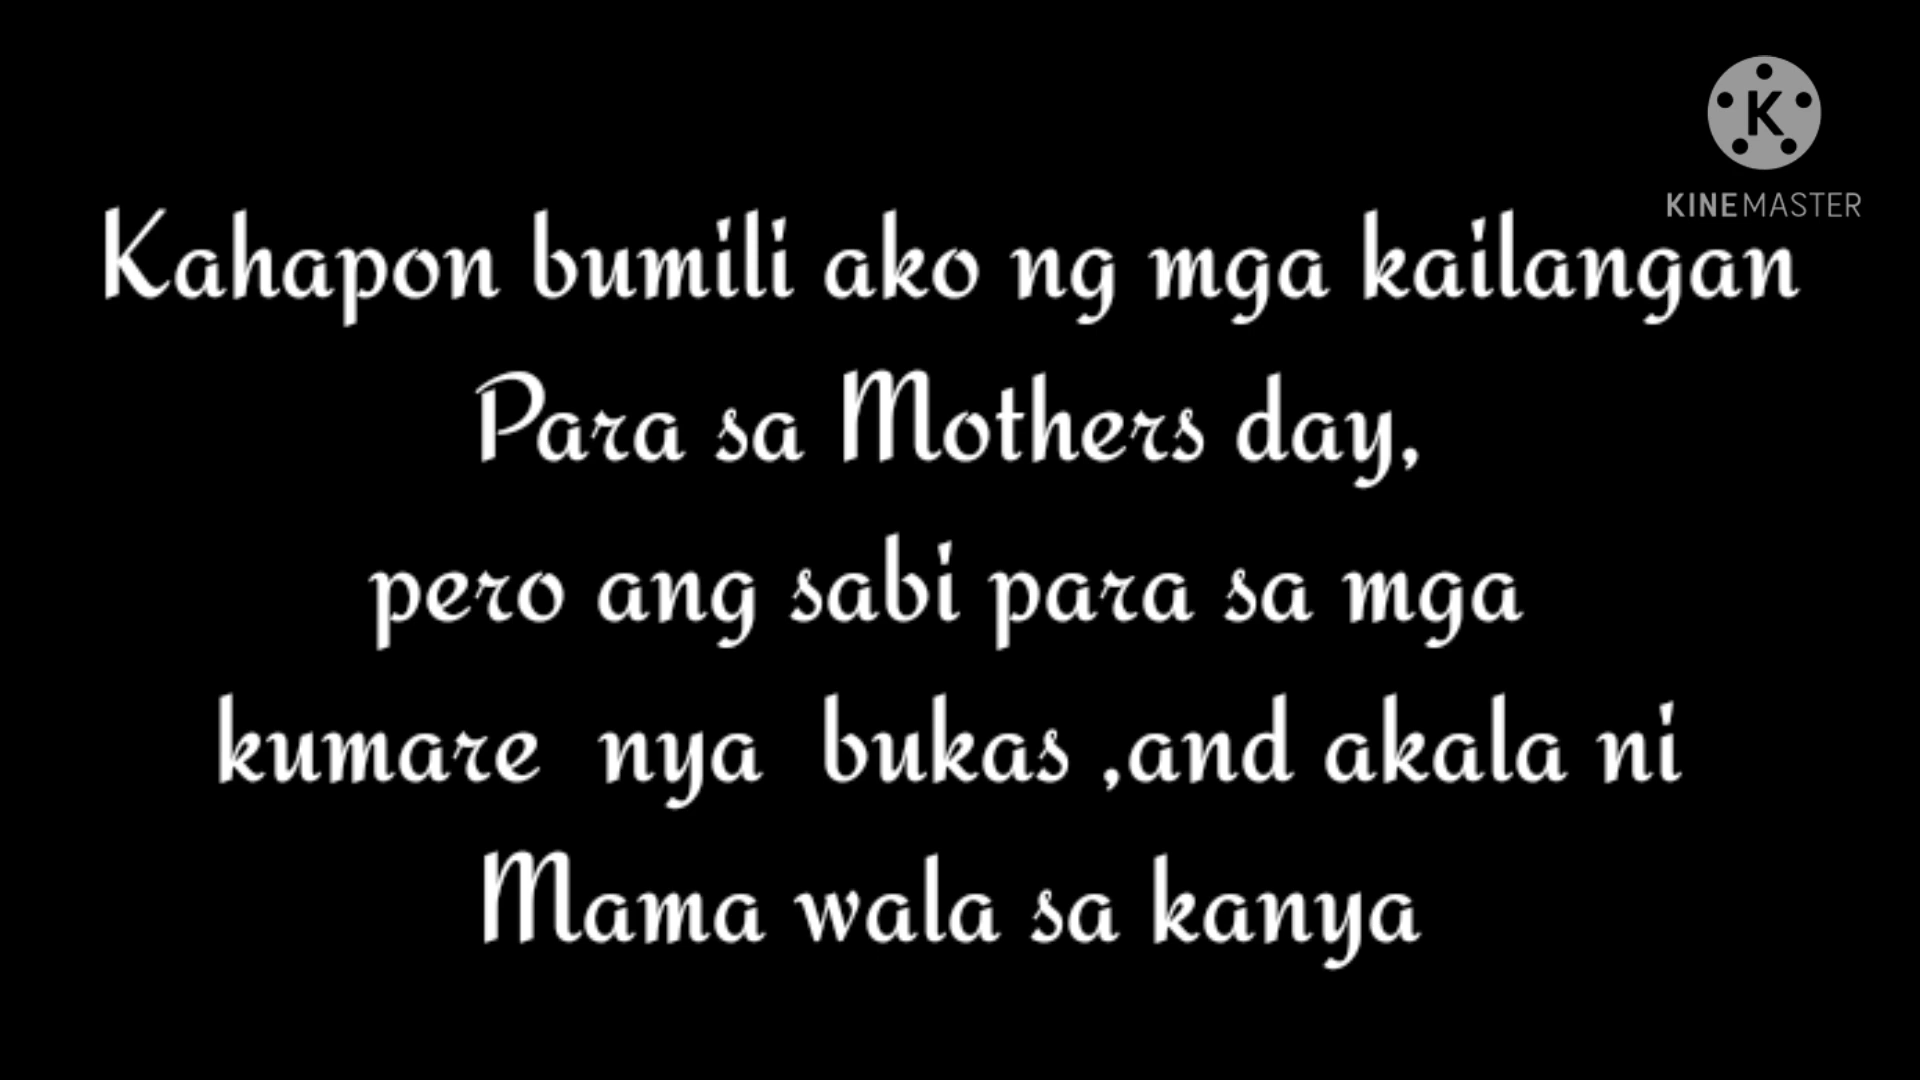 K
KINEMASTER
Kahapon bumili ako ng mga kailangan
Para sa Mothers day,
pero ang sabi para sa mga
kumare nya bukas ,and akala ni
Mama wala sa kanya